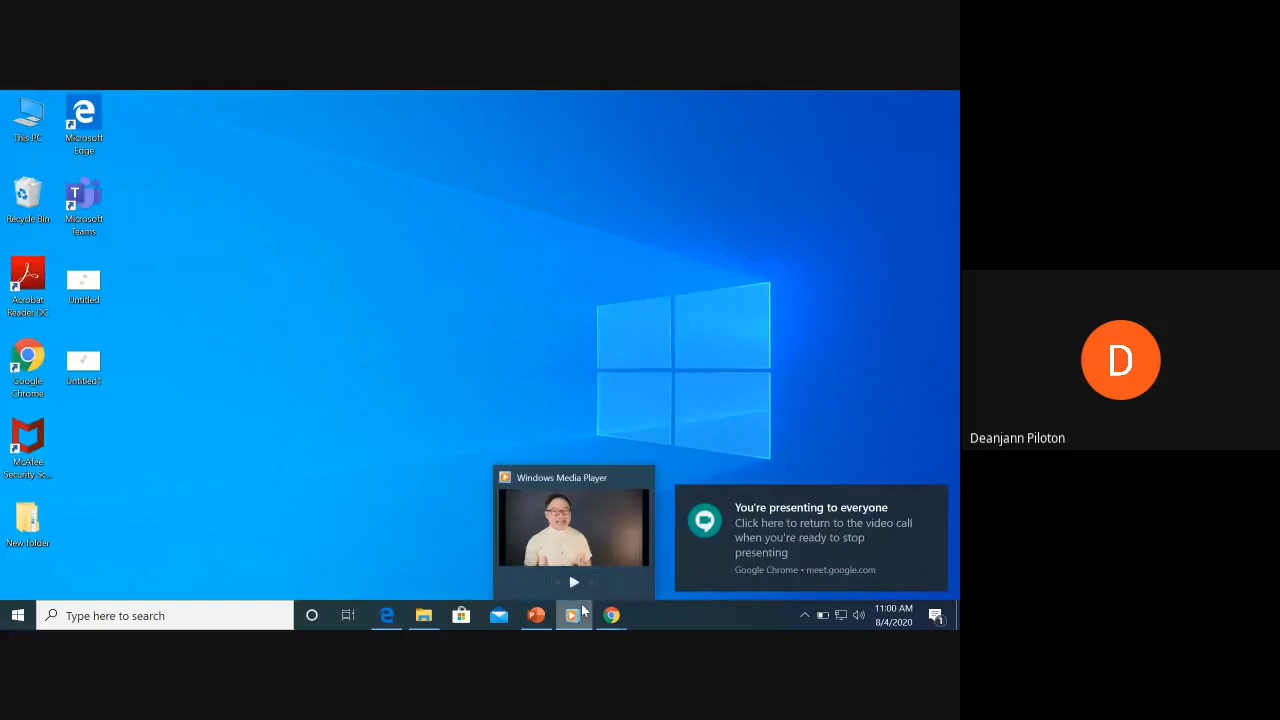 This PC
Microsoft
Edge
Recycle Bin
Microsoft
Teams
Acrobat
Reader DC
Untitled
Google
Chrome
Untitled1
McAfee
Security Sc...
New folder
Windows Media Player
You're presenting to everyone
Click here to return to the video call
when you're ready to stop
presenting
Google Chrome • meet.google.com
Type here to search
11:00 AM
8/4/2020
1
D
Deanjann Piloton